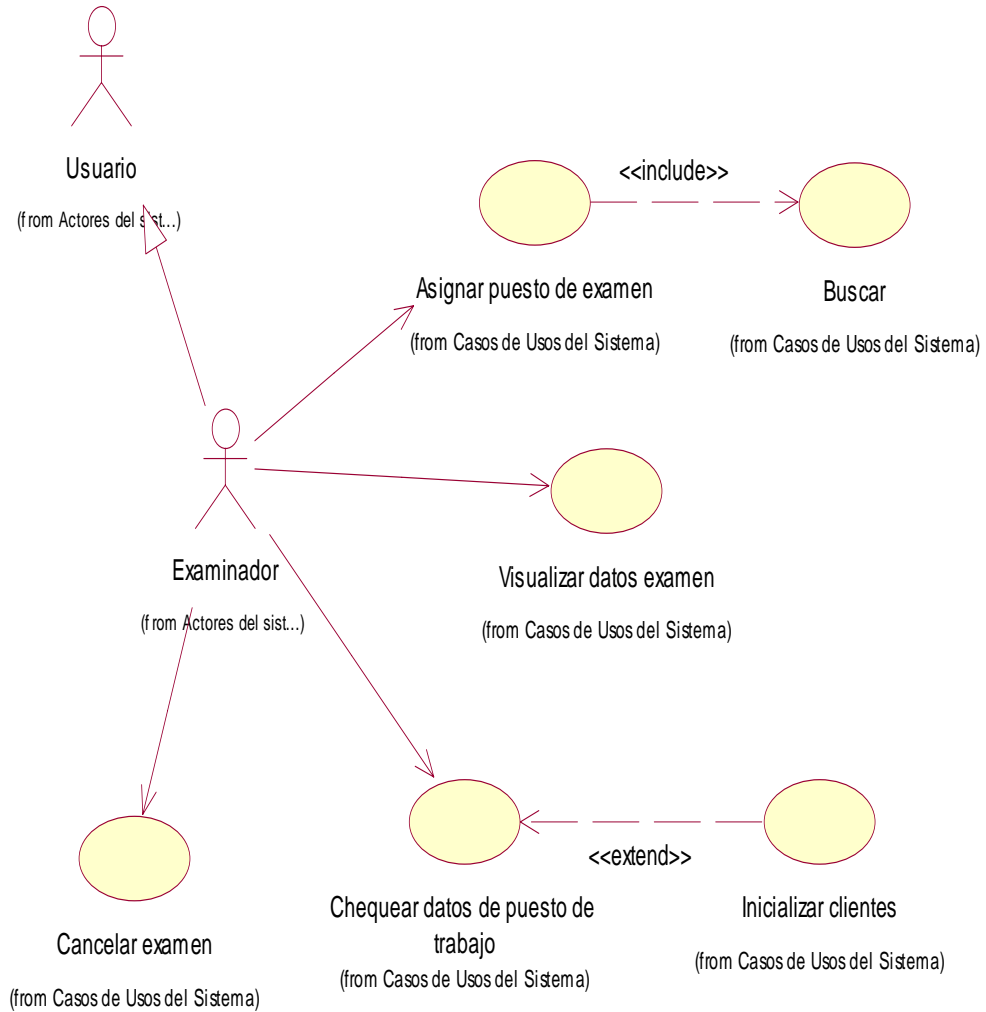 Usuario
(from Actores del sist...)
<<include>>
Asignar puesto de examen
(from Casos de Usos del Sistema)
Buscar
(from Casos de Usos del Sistema)
Examinador
(from Actores del sist...)
Visualizar datos examen
(from Casos de Usos del Sistema)
<<extend>>
Cancelar examen
(from Casos de Usos del Sistema)
Chequear datos de puesto de
trabajo
(from Casos de Usos del Sistema)
Inicializar clientes
(from Casos de Usos del Sistema)